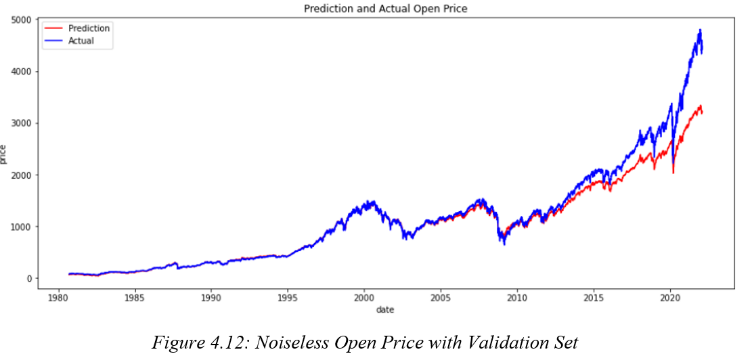 Prediction and Actual Open Price
Prediction
Actual
5000
4000
3000
2000
1000
0
price
1980
1985
1990
1995
2000
2005
2010
2015
2020
date
Figure 4.12: Noiseless Open Price with Validation Set